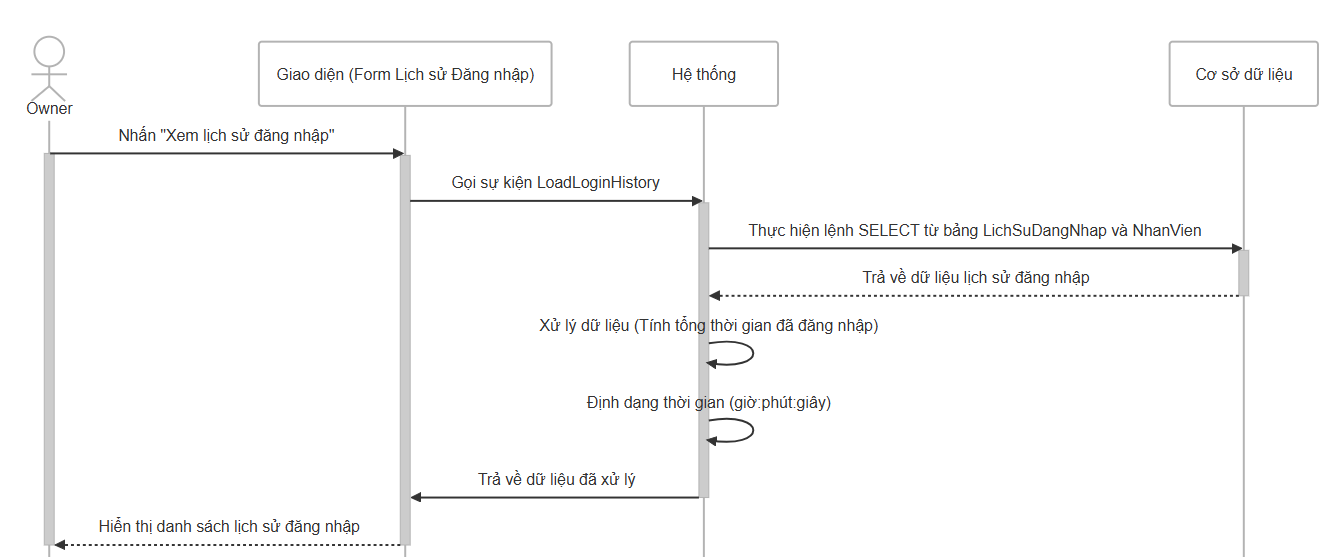 Owner
Giao diện (Form Lịch sử Đăng nhập)
Hệ thống
Cơ sở dữ liệu
Nhấn "Xem lịch sử đăng nhập"
Gọi sự kiện LoadLoginHistory
Thực hiện lệnh SELECT từ bảng LichSuDangNhap và NhanVien
Trả về dữ liệu lịch sử đăng nhập
Xử lý dữ liệu (Tính tổng thời gian đã đăng nhập)
Định dạng thời gian (giờ:phút:giây)
Trả về dữ liệu đã xử lý
Hiển thị danh sách lịch sử đăng nhập